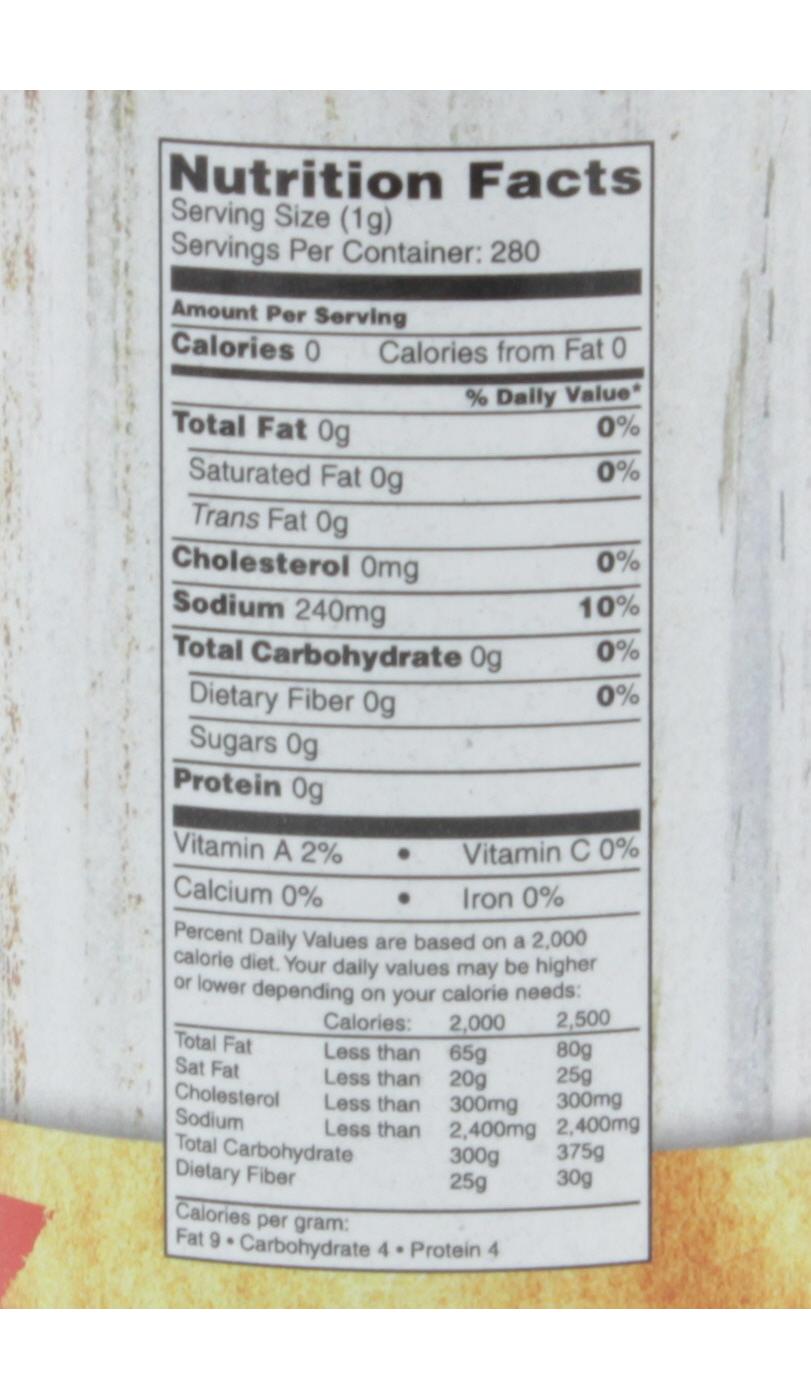 Nutrition Facts
Serving Size (1g)
Servings Per Container: 280
Amount Per Serving
Calories 0 Calories from Fat 0
% Daily Value*
Total Fat 0g 0%
Saturated Fat 0g 0%
Trans Fat 0g
Cholesterol 0mg 0%
Sodium 240mg 10%
Total Carbohydrate 0g 0%
Dietary Fiber 0g 0%
Sugars 0g
Protein 0g
Vitamin A 2% • Vitamin C 0%
Calcium 0% • Iron 0%
Percent Daily Values are based on a 2,000
calorie diet. Your daily values may be higher
or lower depending on your calorie needs:
Calories: 2,000 2,500
Total Fat Less than 65g 80g
Sat Fat Less than 20g 25g
Cholesterol Less than 300mg 300mg
Sodium Less than 2,400mg 2,400mg
Total Carbohydrate 300g 375g
Dietary Fiber 25g 30g
Calories per gram:
Fat 9 • Carbohydrate 4 • Protein 4